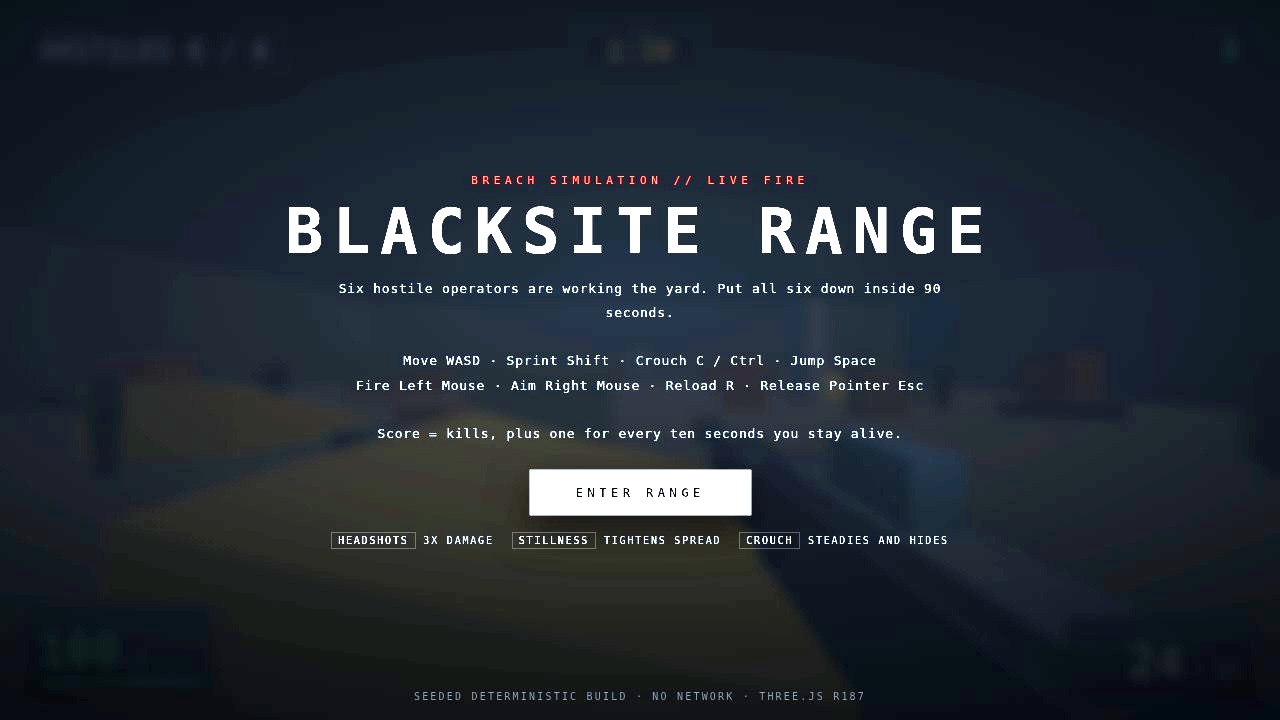 BREACH SIMULATION // LIVE FIRE
BLACKSITE RANGE
Six hostile operators are working the yard. Put all six down inside 90
seconds.
Move WASD · Sprint Shift · Crouch C / Ctrl · Jump Space
Fire Left Mouse · Aim Right Mouse · Reload R · Release Pointer Esc
Score = kills, plus one for every ten seconds you stay alive.
ENTER RANGE
HEADSHOTS 3X DAMAGE STILLNESS TIGHTENS SPREAD CROUCH STEADIES AND HIDES
100
24
SEEDED DETERMINISTIC BUILD · NO NETWORK · THREE.JS R187